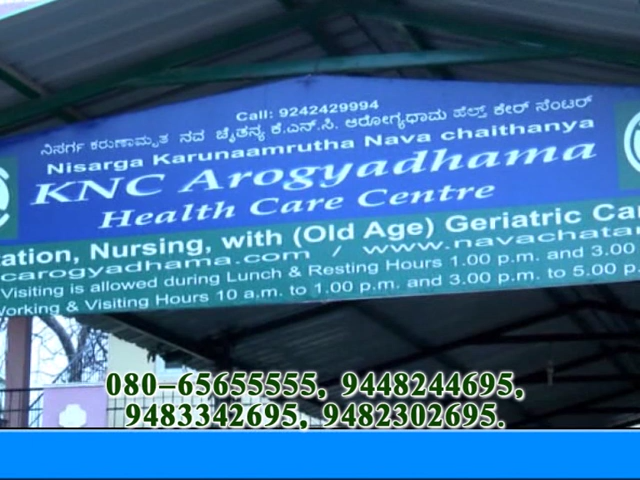 Call: 9242429994
ನಿಸರ್ಗ ಕರುಣಾಮೃತ ನವ ಚೈತನ್ಯ ಕೆ.ಎನ್.ಸಿ. ಆರೋಗ್ಯಧಾಮ ಹೆಲ್ತ್ ಕೇರ್ ಸೆಂಟರ್
Nisarga Karunaamrutha Nava chaithanya
KNC Arogyadhama
Health Care Centre
ation, Nursing, with (Old Age) Geriatric Ca
carogyadhama.com / www.navachatan
Visiting is allowed during Lunch & Resting Hours 1.00 p.m. and 3.00
Working & Visiting Hours 10 a.m. to 1.00 p.m. and 3.00 p.m. to 5.00 p
080-65655555, 9448244695,
9483342695, 9482302695.